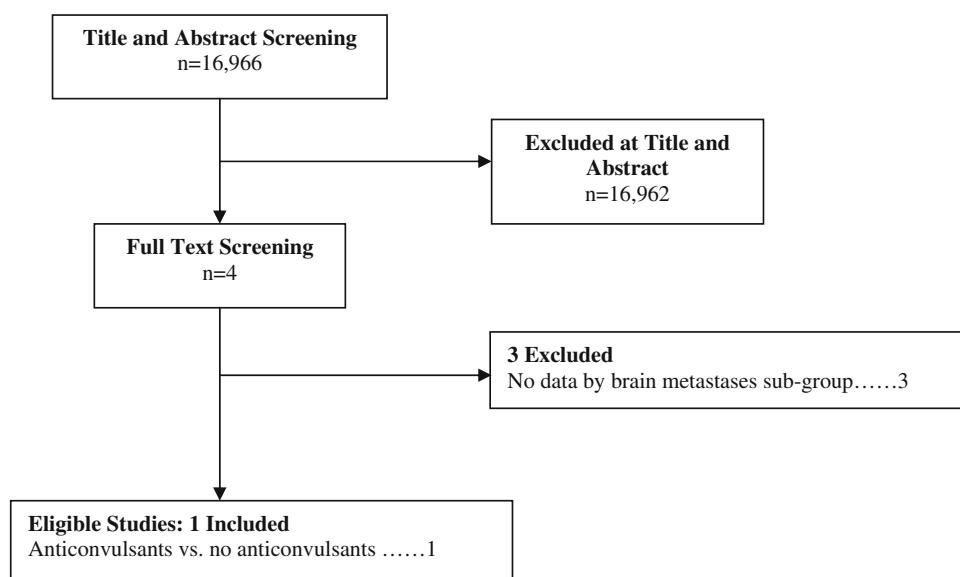 Title and Abstract Screening
n=16,966
Excluded at Title and
Abstract
n=16,962
Full Text Screening
n=4
3 Excluded
No data by brain metastases sub-group……3
Eligible Studies: 1 Included
Anticonvulsants vs. no anticonvulsants ……1